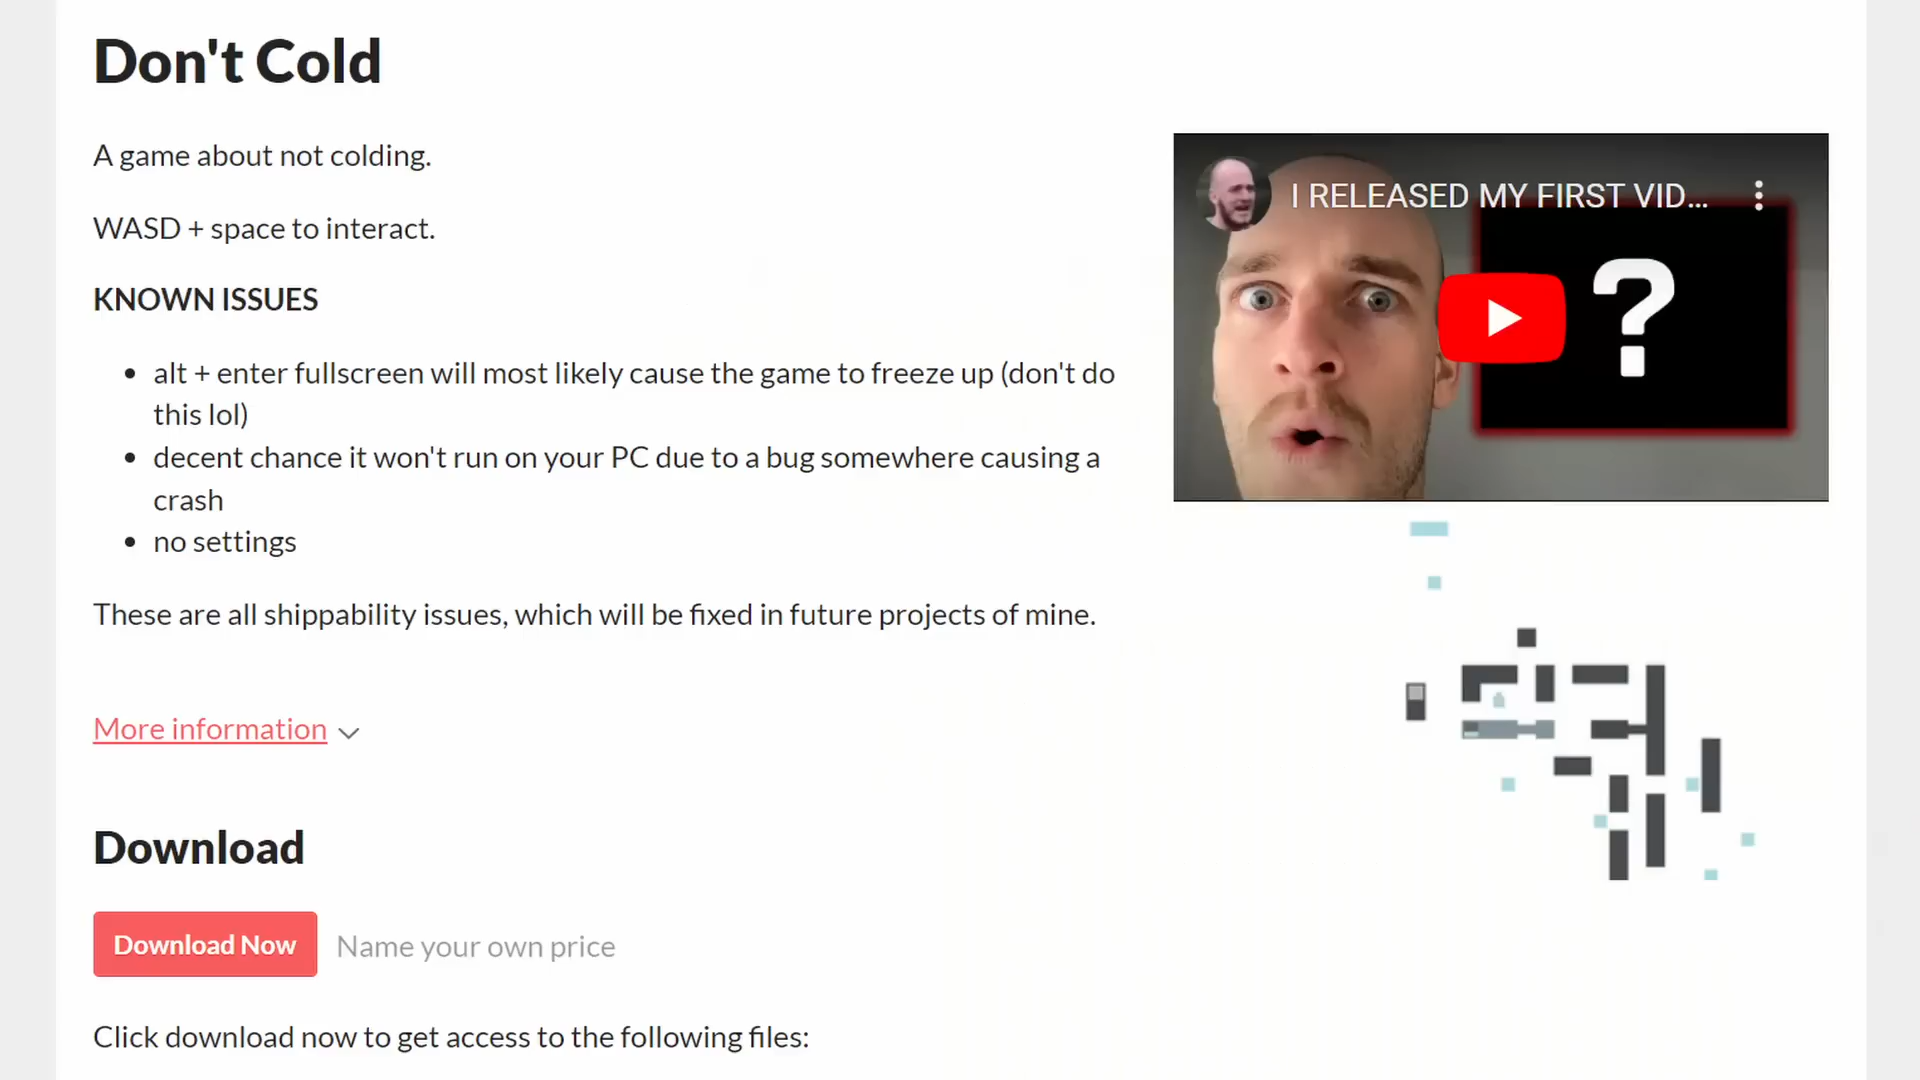 Don't Cold
A game about not colding.
WASD + space to interact.
KNOWN ISSUES
alt + enter fullscreen will most likely cause the game to freeze up (don't do
this lol)
decent chance it won't run on your PC due to a bug somewhere causing a
crash
no settings
These are all shippability issues, which will be fixed in future projects of mine.
More information
Download
Download Now
Name your own price
Click download now to get access to the following files:
I RELEASED MY FIRST VID...
?